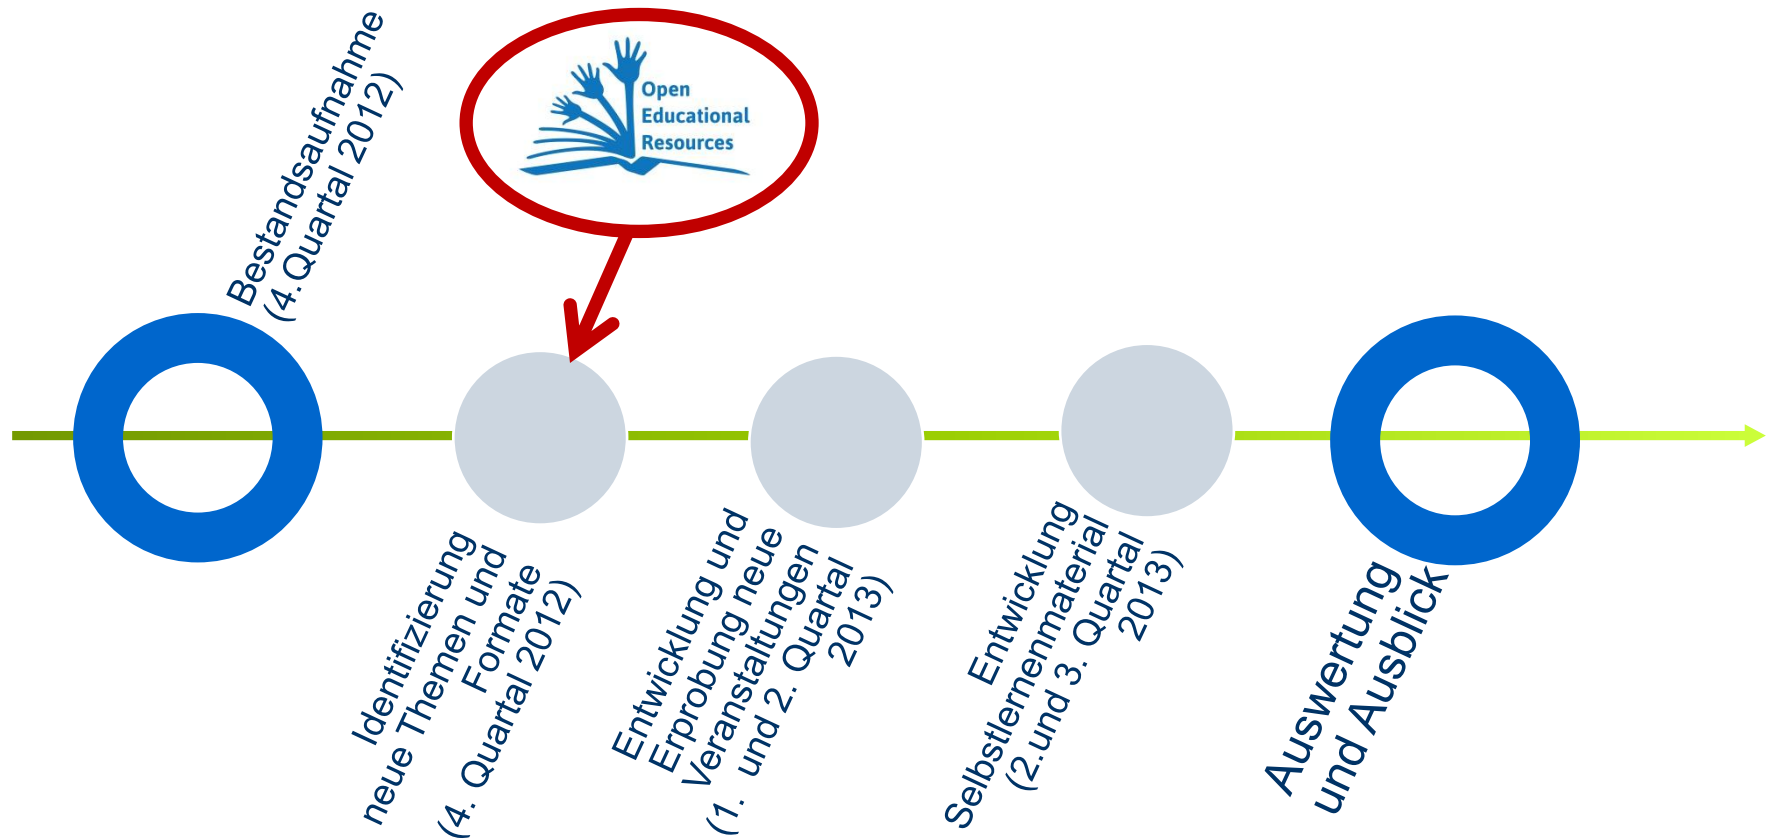 Bestandsaufnahme
(4.Quartal 2012)
Open
Educational
Resources
Identifizierung
neue Themen und
Formate
(4. Quartal 2012)
Entwicklung und
Erprobung neue
Veranstaltungen
(1. und 2. Quartal
2013)
Entwicklung
Selbstlernenmaterial
(2.und 3. Quartal
2013)
Auswertung
und Ausblick